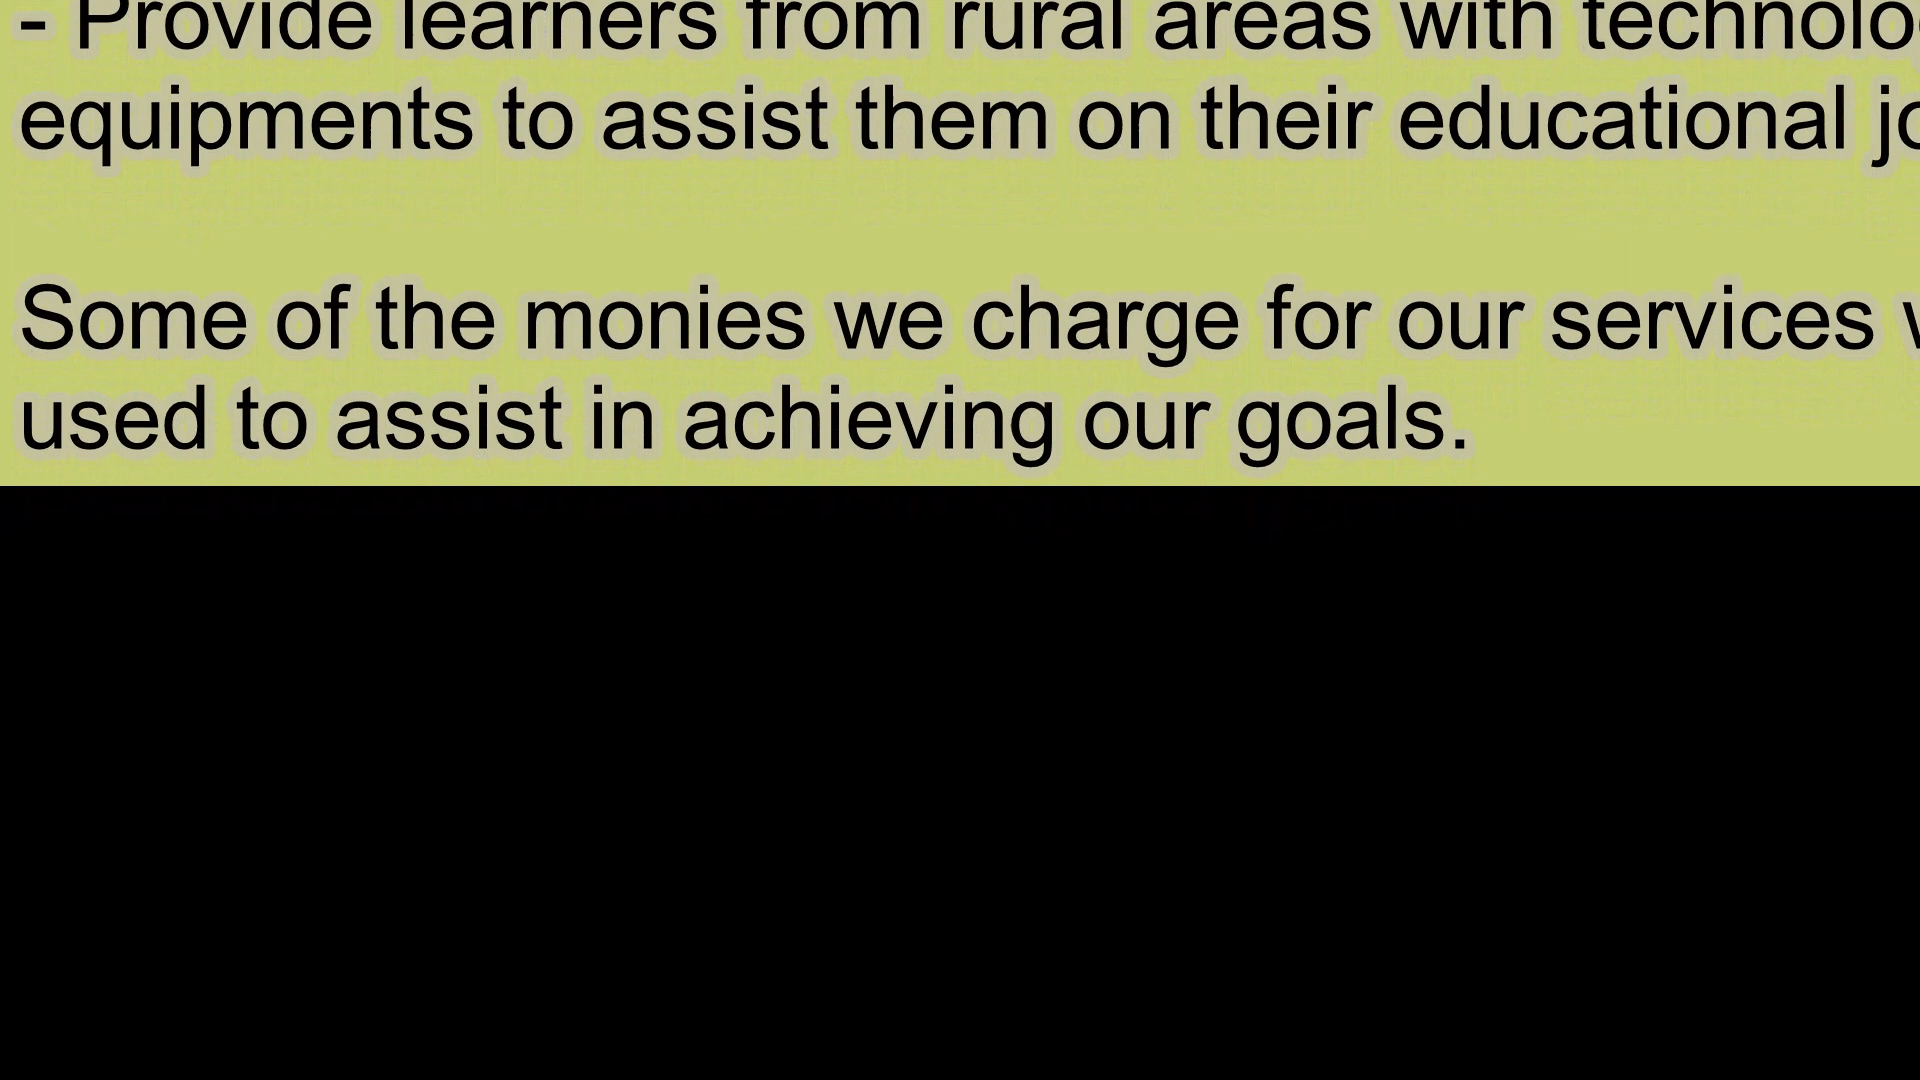 - Provide learners from rural areas with
equipments to assist them on their educational
Some of the monies we charge for our services
used to assist in achieving our goals.